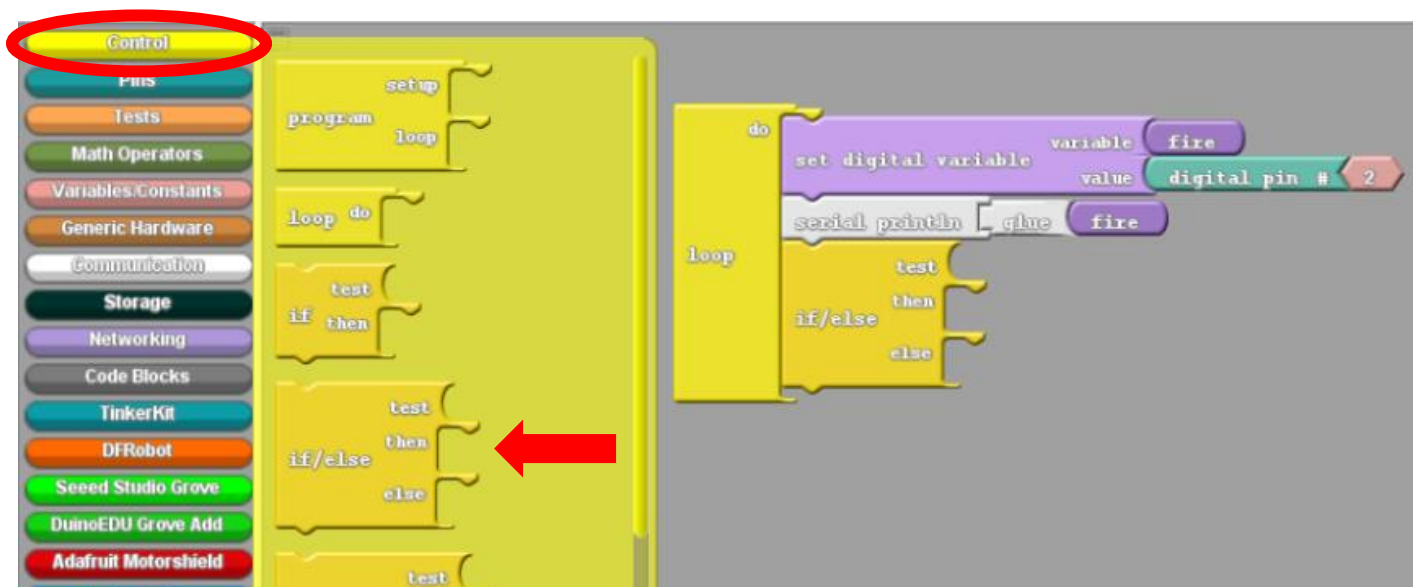 Control
Pins
Tests
Math Operators
Variables/Constants
Generic Hardware
Communication
Storage
Networking
Code Blocks
TinkerKit
DFRobot
Seeed Studio Grove
DuinoEDU Grove Add
Adafruit Motorshield
setup
program
loop
loop do
test
if then
test
then
if/else
else
test
do
variable fire
set digital variable
value digital pin # 2
serial println glue fire
loop
test
then
if/else
else